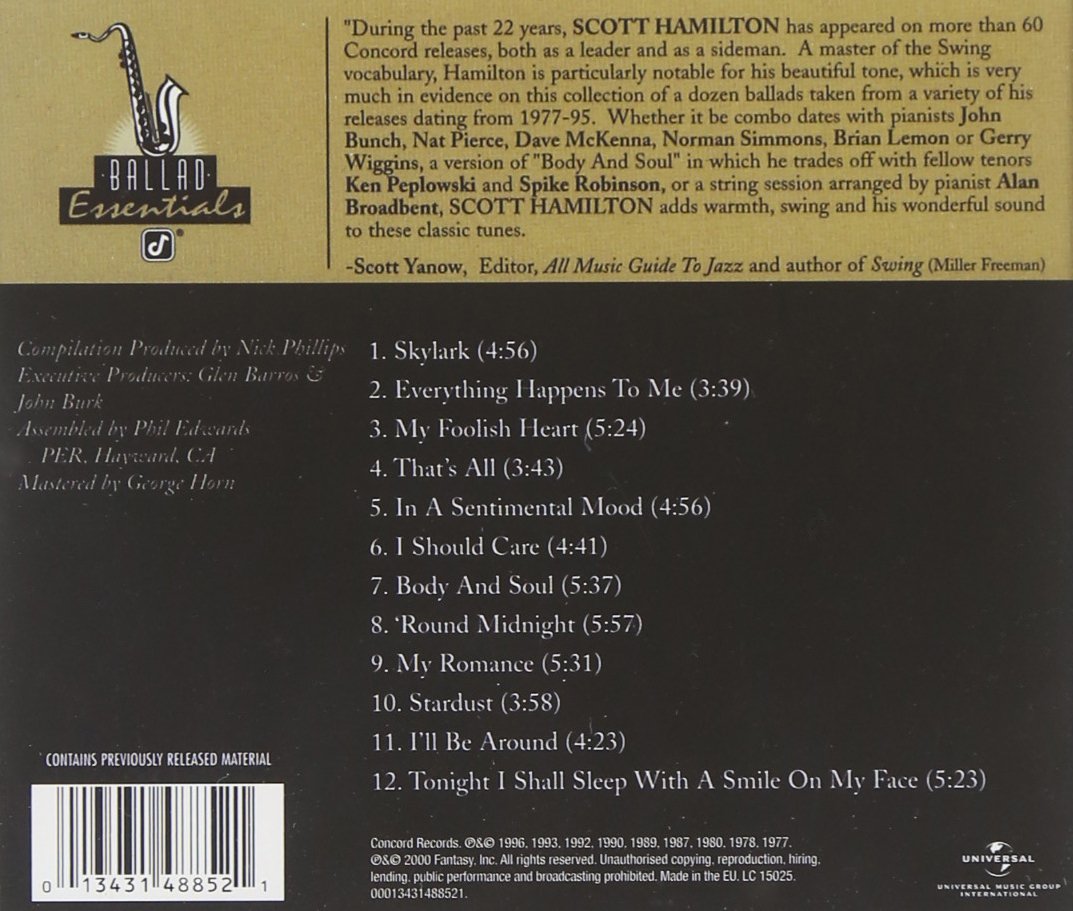 "During the past 22 years, SCOTT HAMILTON has appeared on more than 60
Concord releases, both as a leader and as a sideman. A master of the Swing
vocabulary, Hamilton is particularly notable for his beautiful tone, which is very
much in evidence on this collection of a dozen ballads taken from a variety of his
releases dating from 1977-95. Whether it be combo dates with pianists John
Bunch, Nat Pierce, Dave McKenna, Norman Simmons, Brian Lemon or Gerry
Wiggins, a version of "Body And Soul" in which he trades off with fellow tenors
Ken Peplowski and Spike Robinson, or a string session arranged by pianist Alan
Broadbent, SCOTT HAMILTON adds warmth, swing and his wonderful sound
to these classic tunes.
-Scott Yanow, Editor, All Music Guide To Jazz and author of Swing (Miller Freeman)
·BALLAD·
Essentials
®
Compilation Produced by Nick Phillips
Executive Producers: Glen Barros &
John Burk
Assembled by Phil Edwards
PER, Hayward, CA
Mastered by George Horn
1. Skylark (4:56)
2. Everything Happens To Me (3:39)
3. My Foolish Heart (5:24)
4. That's All (3:43)
5. In A Sentimental Mood (4:56)
6. I Should Care (4:41)
7. Body And Soul (5:37)
8. ‘Round Midnight (5:57)
9. My Romance (5:31)
10. Stardust (3:58)
11. I'll Be Around (4:23)
12. Tonight I Shall Sleep With A Smile On My Face (5:23)
CONTAINS PREVIOUSLY RELEASED MATERIAL
0 13431 48852 1
Concord Records. ℗&© 1996, 1993, 1992, 1990, 1989, 1987, 1980, 1978, 1977.
℗&© 2000 Fantasy, Inc. All rights reserved. Unauthorised copying, reproduction, hiring,
lending, public performance and broadcasting prohibited. Made in the EU. LC 15025.
00013431488521.
UNIVERSAL
UNIVERSAL MUSIC GROUP
INTERNATIONAL